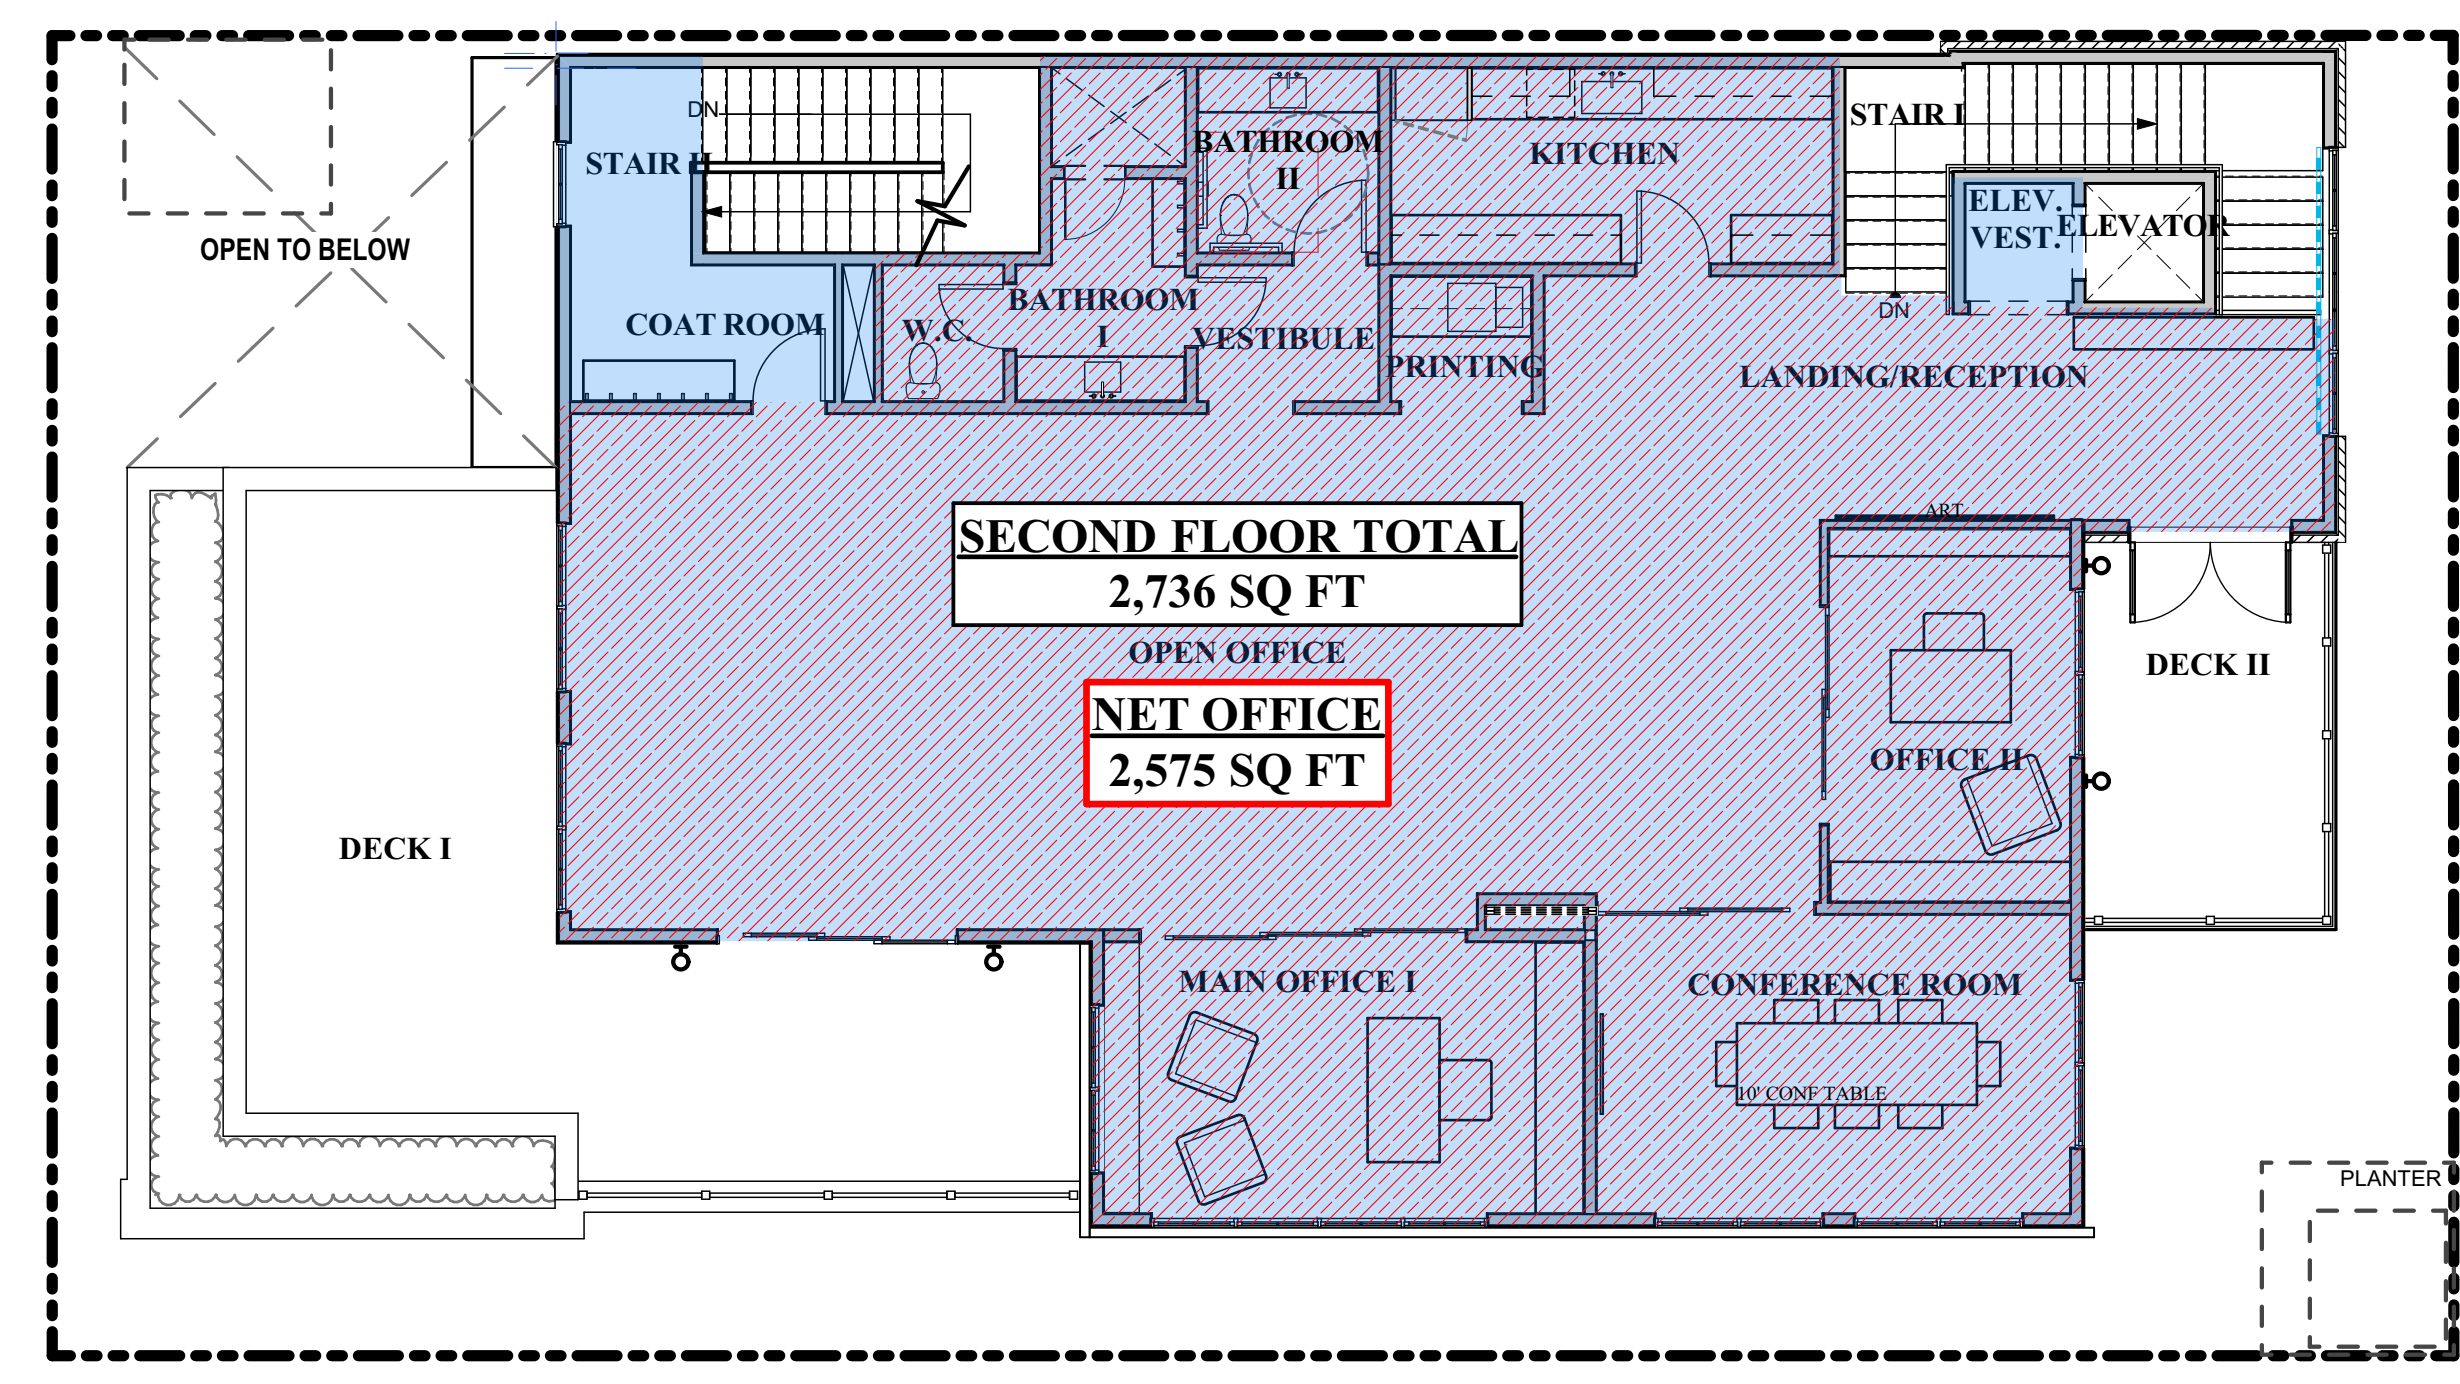 DN
STAIR II
OPEN TO BELOW
COAT ROOM
W.C.
BATHROOM
I
BATHROOM
II
VESTIBULE
KITCHEN
PRINTING
STAIR I
DN
ELEV.
VEST.
ELEVATOR
LANDING/RECEPTION
ART
SECOND FLOOR TOTAL
2,736 SQ FT
OPEN OFFICE
NET OFFICE
2,575 SQ FT
OFFICE II
DECK II
DECK I
MAIN OFFICE I
CONFERENCE ROOM
10' CONF TABLE
PLANTER